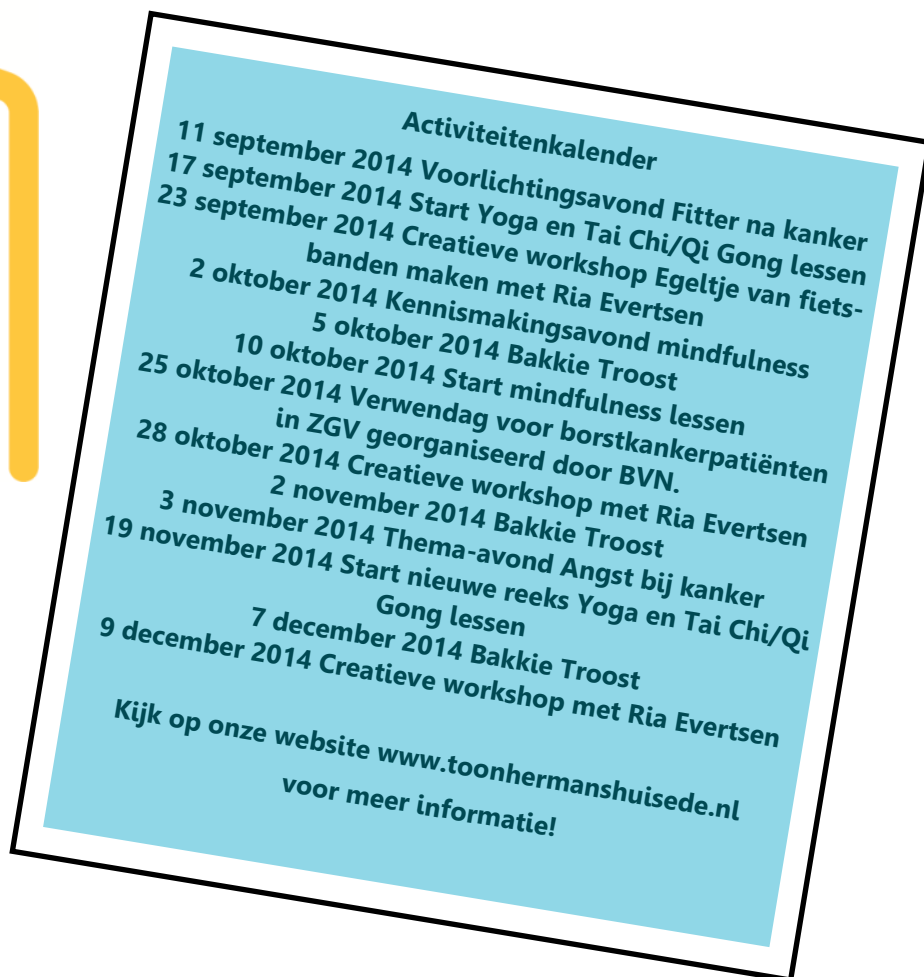 Activiteitenkalender
11 september 2014 Voorlichtingsavond Fitter na kanker
17 september 2014 Start Yoga en Tai Chi/Qi Gong lessen
23 september 2014 Creatieve workshop Egeltje van fiets-
banden maken met Ria Evertsen
2 oktober 2014 Kennismakingsavond mindfulness
5 oktober 2014 Bakkie Troost
10 oktober 2014 Start mindfulness lessen
25 oktober 2014 Verwendag voor borstkankerpatiënten
in ZGV georganiseerd door BVN.
28 oktober 2014 Creatieve workshop met Ria Evertsen
2 november 2014 Bakkie Troost
3 november 2014 Thema-avond Angst bij kanker
19 november 2014 Start nieuwe reeks Yoga en Tai Chi/Qi
Gong lessen
7 december 2014 Bakkie Troost
9 december 2014 Creatieve workshop met Ria Evertsen
Kijk op onze website www.toonhermanshuisede.nl
voor meer informatie!